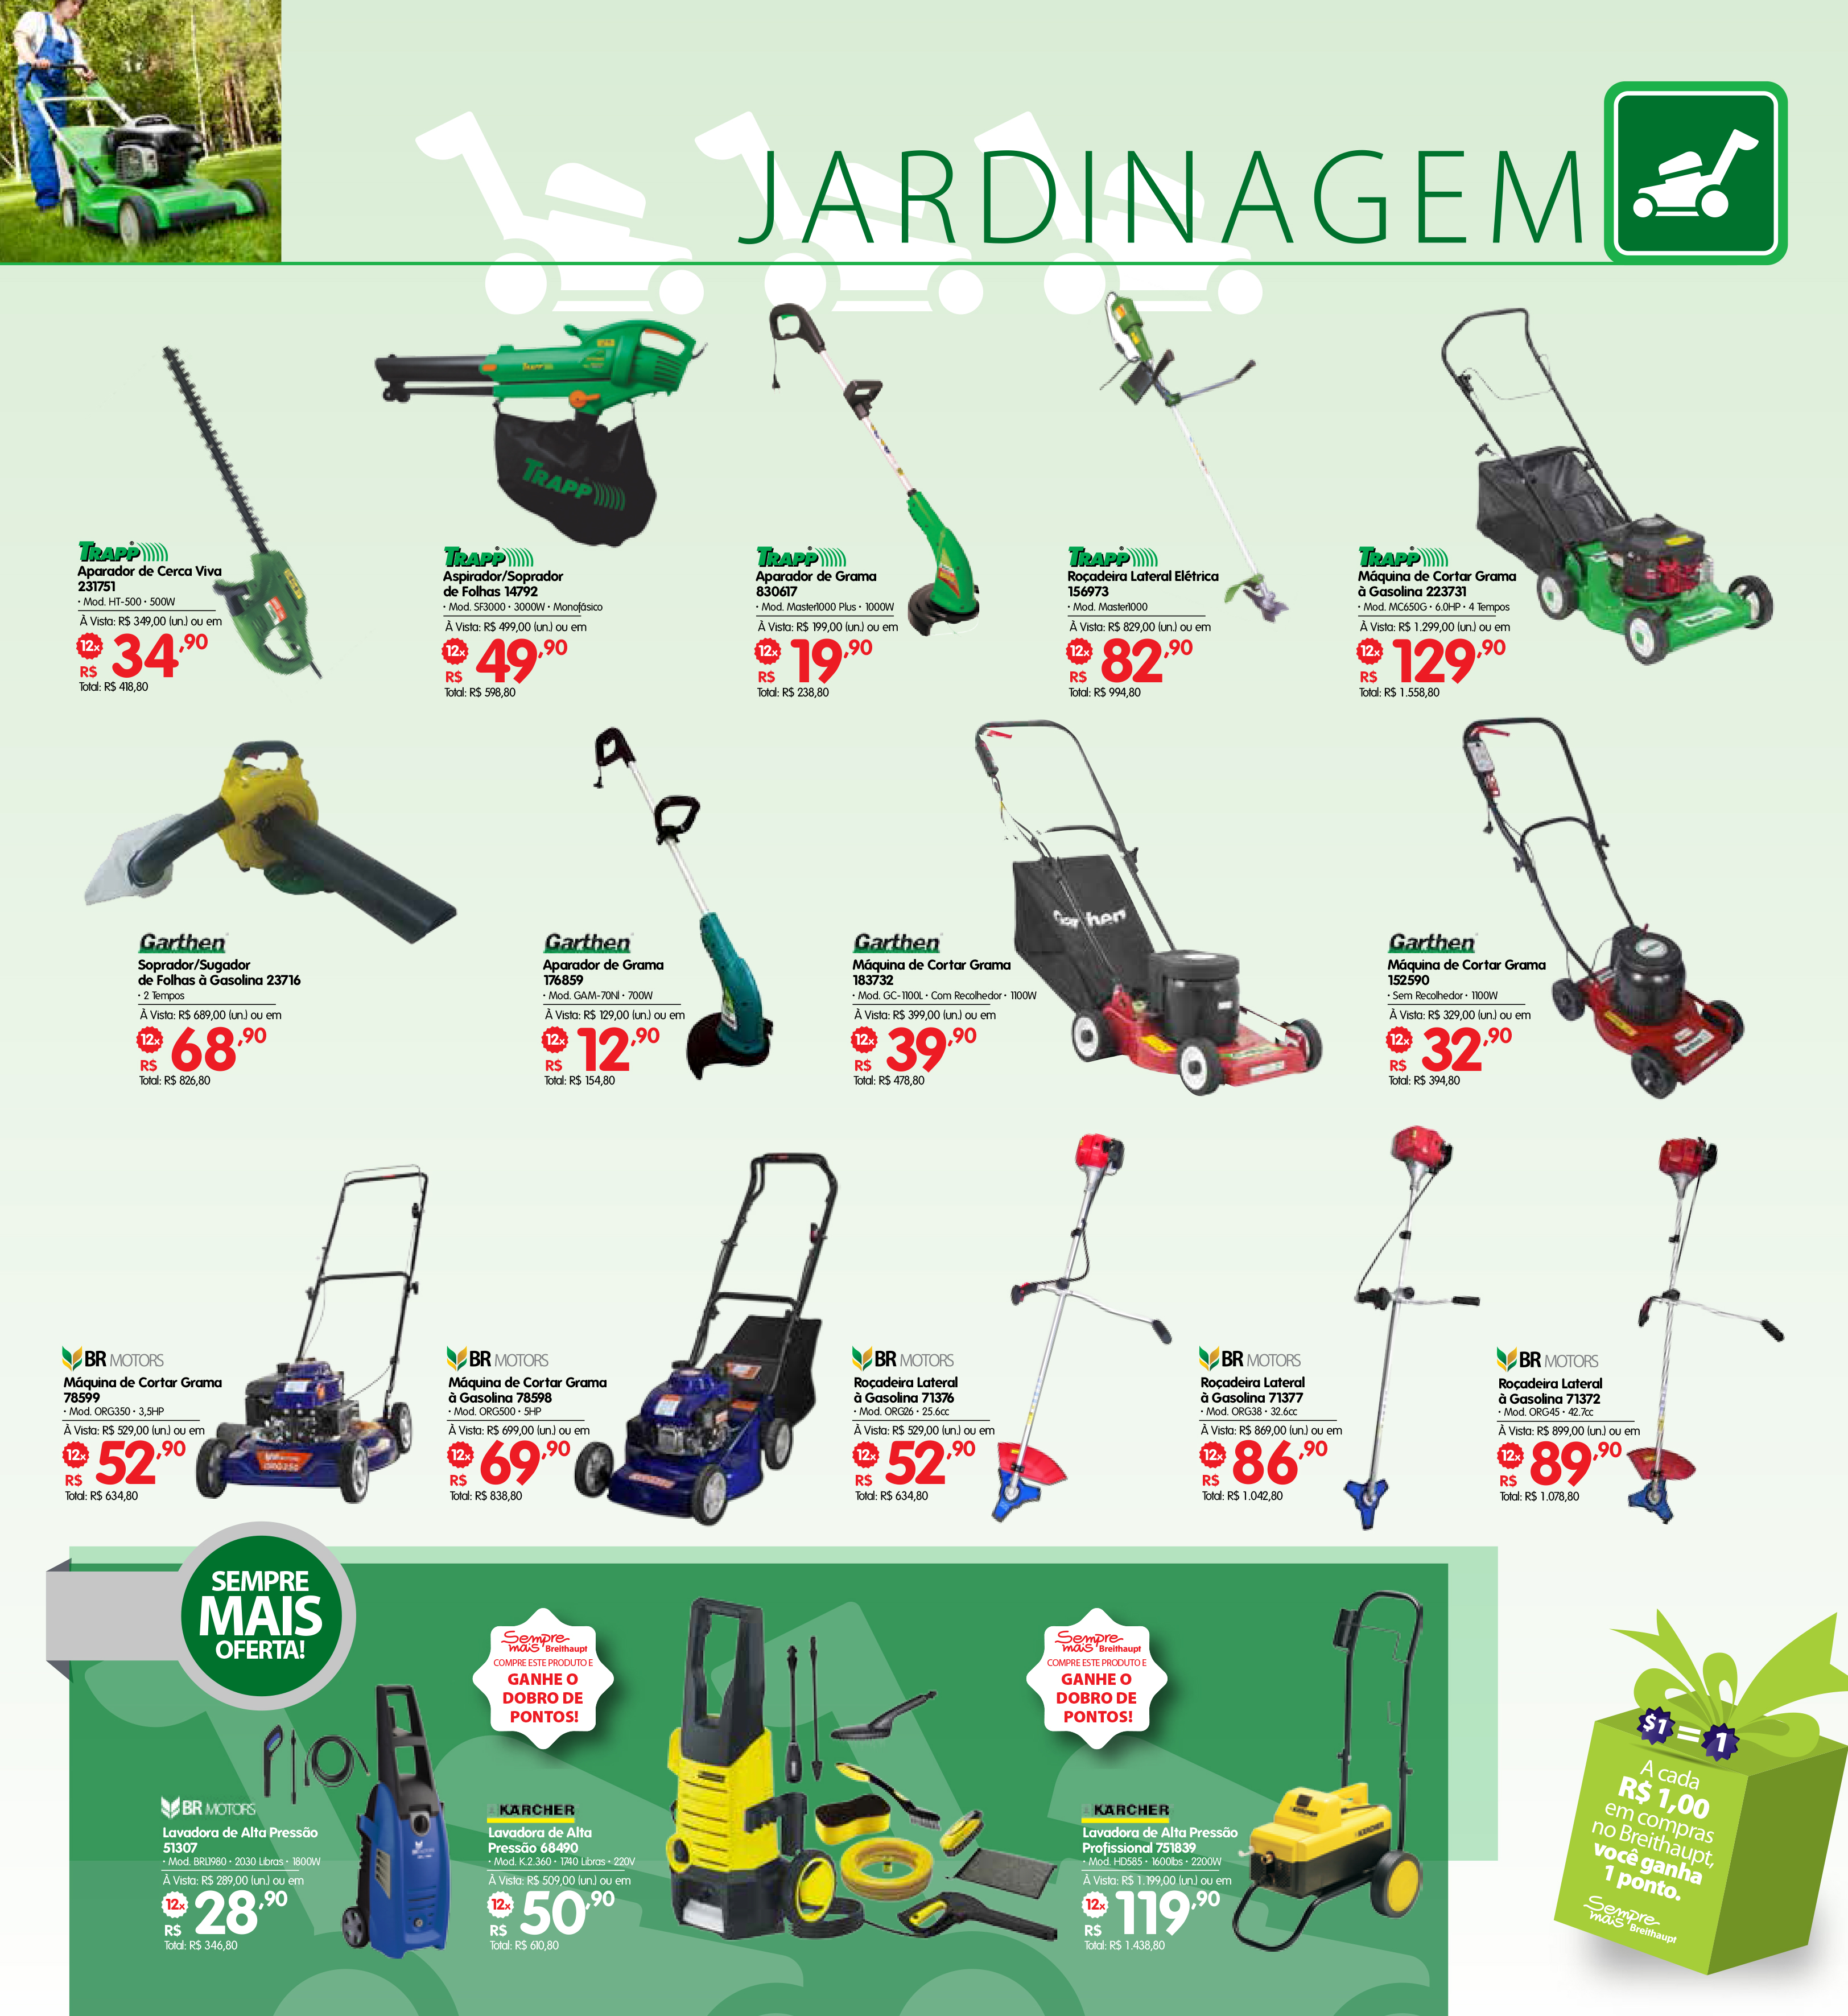 JARDINAGEM
TRAPP
TRAPP
TRAPP
Aparador de Cerca Viva
231751
• Mod. HT-500 • 500W
À Vista: R$ 349,00 (un.) ou em
12x
R$ 34,90
Total: R$ 418,80
TRAPP
Aspirador/Soprador
de Folhas 14792
• Mod. SF3000 • 3000W • Monofásico
À Vista: R$ 499,00 (un.) ou em
12x
R$ 49,90
Total: R$ 598,80
TRAPP
Aparador de Grama
830617
• Mod. Master1000 Plus • 1000W
À Vista: R$ 199,00 (un.) ou em
12x
R$ 19,90
Total: R$ 238,80
TRAPP
Roçadeira Lateral Elétrica
156973
• Mod. Master1000
À Vista: R$ 829,00 (un.) ou em
12x
R$ 82,90
Total: R$ 994,80
TRAPP
Máquina de Cortar Grama
à Gasolina 223731
• Mod. MC650G • 6.0HP • 4 Tempos
À Vista: R$ 1.299,00 (un.) ou em
12x
R$ 129,90
Total: R$ 1.558,80
Garthen
Soprador/Sugador
de Folhas à Gasolina 23716
• 2 Tempos
À Vista: R$ 689,00 (un.) ou em
12x
R$ 68,90
Total: R$ 826,80
Garthen
Aparador de Grama
176859
• Mod. GAM-70NI • 700W
À Vista: R$ 129,00 (un.) ou em
12x
R$ 12,90
Total: R$ 154,80
Garthen
Garthen
Máquina de Cortar Grama
183732
• Mod. GC-1100L • Com Recolhedor • 1100W
À Vista: R$ 399,00 (un.) ou em
12x
R$ 39,90
Total: R$ 478,80
Garthen
Máquina de Cortar Grama
152590
• Sem Recolhedor • 1100W
À Vista: R$ 329,00 (un.) ou em
12x
R$ 32,90
Total: R$ 394,80
BR MOTORS
Máquina de Cortar Grama
78599
• Mod. ORG350 • 3,5HP
À Vista: R$ 529,00 (un.) ou em
12x
R$ 52,90
Total: R$ 634,80
BR MOTORS
Máquina de Cortar Grama
à Gasolina 78598
• Mod. ORG500 • 5HP
À Vista: R$ 699,00 (un.) ou em
12x
R$ 69,90
Total: R$ 838,80
BR MOTORS
Roçadeira Lateral
à Gasolina 71376
• Mod. ORG26 • 25.6cc
À Vista: R$ 529,00 (un.) ou em
12x
R$ 52,90
Total: R$ 634,80
BR MOTORS
Roçadeira Lateral
à Gasolina 71377
• Mod. ORG38 • 32.6cc
À Vista: R$ 869,00 (un.) ou em
12x
R$ 86,90
Total: R$ 1.042,80
BR MOTORS
Roçadeira Lateral
à Gasolina 71372
• Mod. ORG45 • 42.7cc
À Vista: R$ 899,00 (un.) ou em
12x
R$ 89,90
Total: R$ 1.078,80
SEMPRE
MAIS
OFERTA!
BR MOTORS
Lavadora de Alta Pressão
51307
• Mod. BRL1980 • 2030 Libras • 1800W
À Vista: R$ 289,00 (un.) ou em
12x
R$ 28,90
Total: R$ 346,80
Sempre
mais Breithaupt
COMPRE ESTE PRODUTO E
GANHE O
DOBRO DE
PONTOS!
KÄRCHER
Lavadora de Alta
Pressão 68490
• Mod. K.2.360 • 1740 Libras • 220V
À Vista: R$ 509,00 (un.) ou em
12x
R$ 50,90
Total: R$ 610,80
Sempre
mais Breithaupt
COMPRE ESTE PRODUTO E
GANHE O
DOBRO DE
PONTOS!
KÄRCHER
KÄRCHER
KÄRCHER
Lavadora de Alta Pressão
Profissional 751839
• Mod. HD585 • 1600lbs • 2200W
À Vista: R$ 1.199,00 (un.) ou em
12x
R$ 119,90
Total: R$ 1.438,80
$1 = 1
A cada
R$ 1,00
em compras
no Breithaupt,
você ganha
1 ponto.
Sempre
mais Breithaupt